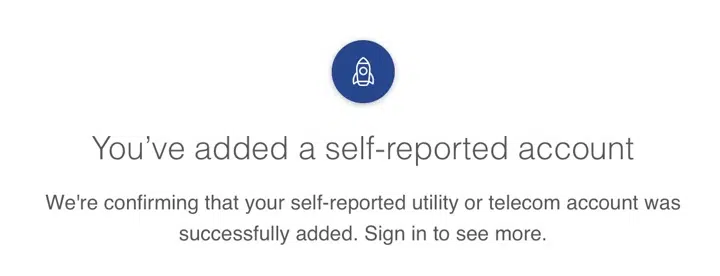 You’ve added a self-reported account
We're confirming that your self-reported utility or telecom account was
successfully added. Sign in to see more.